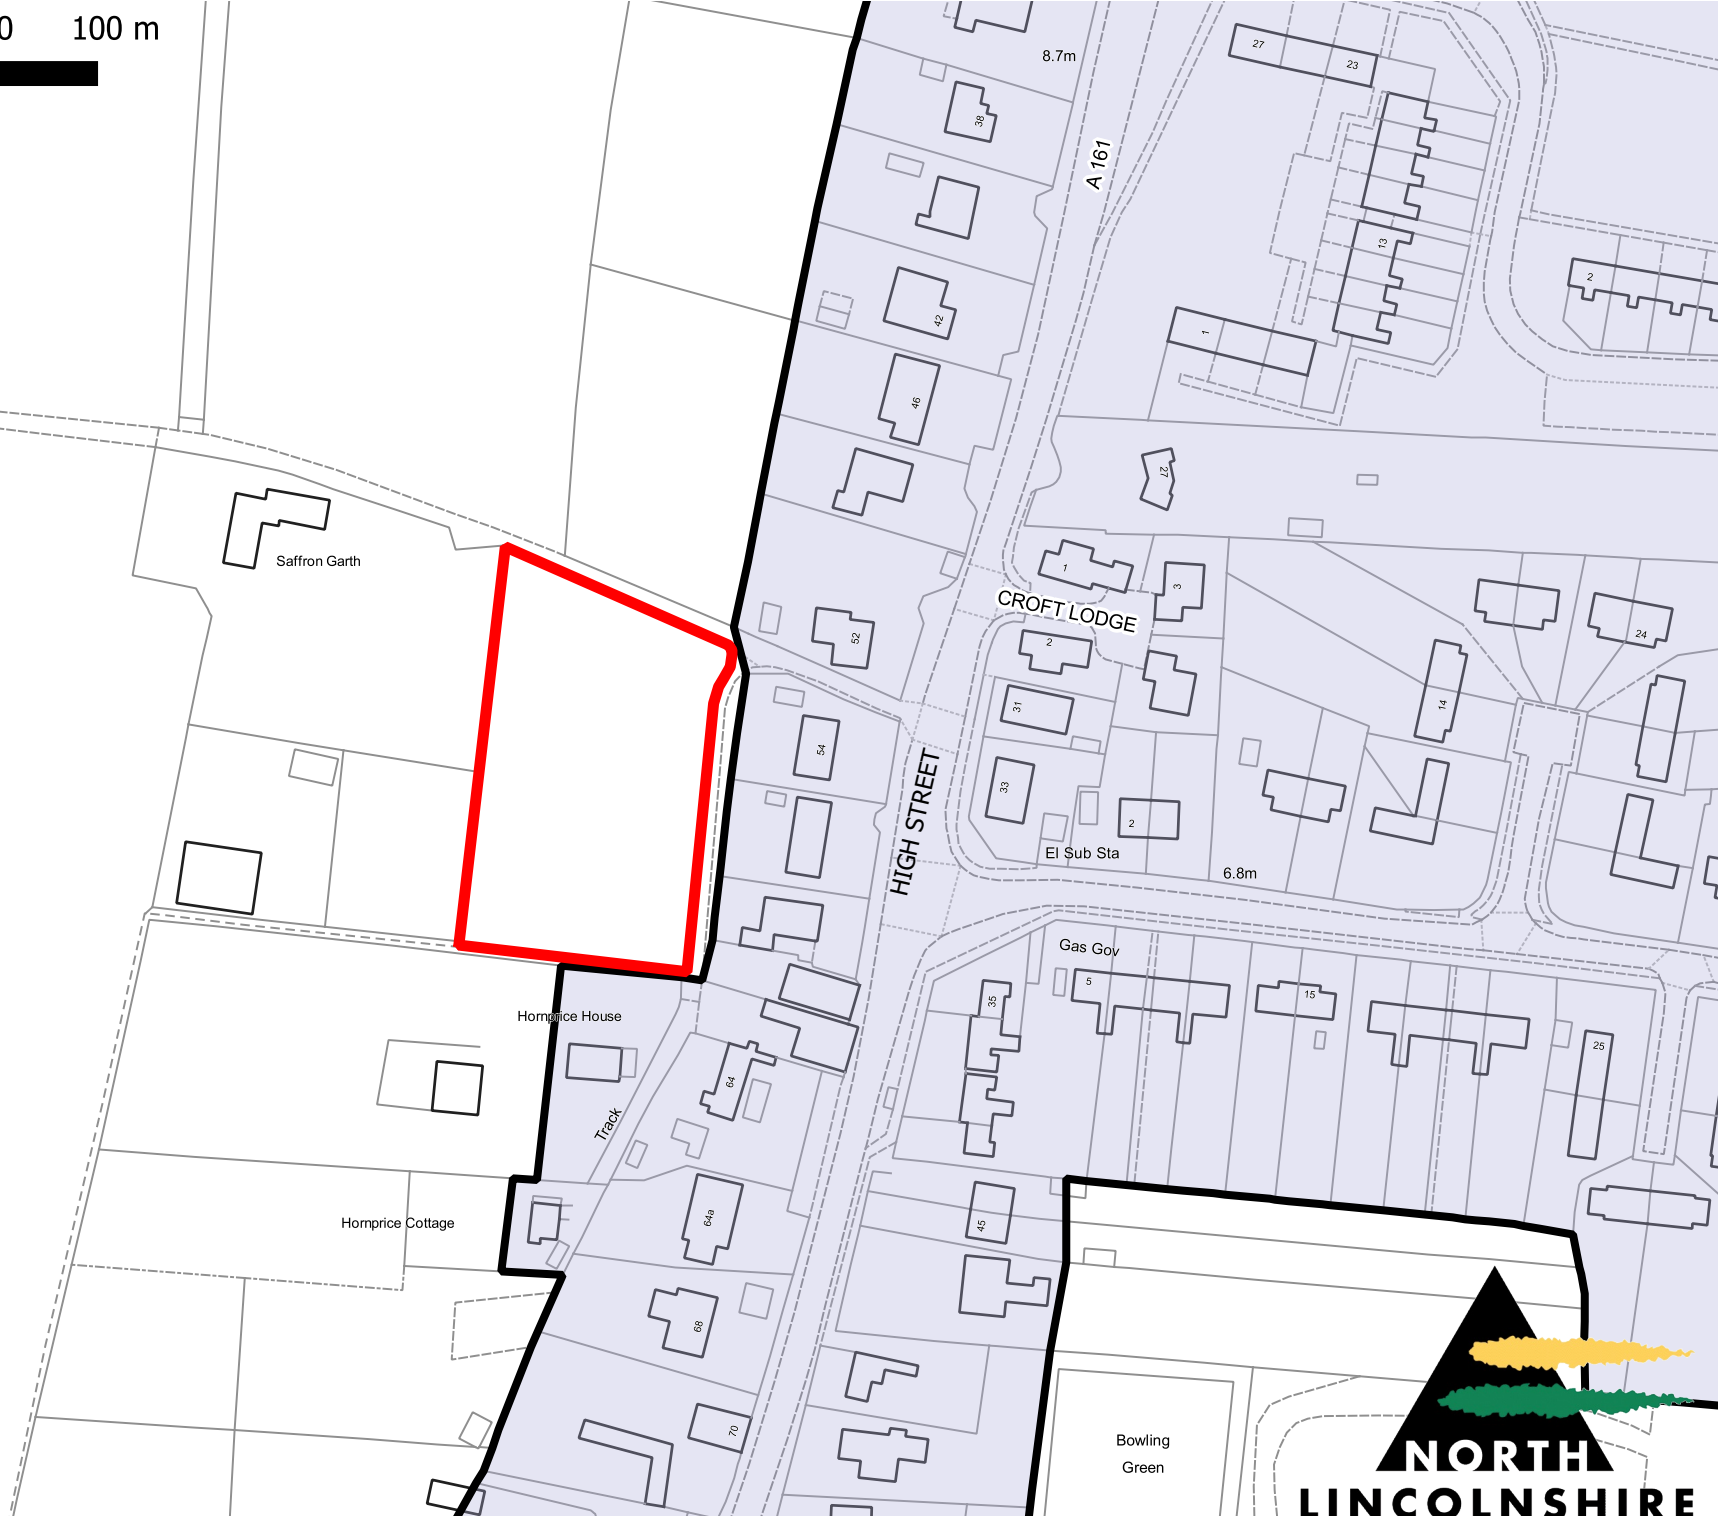 0 100 m
8.7m
27
23
38
A 161
13
2
42
1
46
27
Saffron Garth
1
3
CROFT LODGE
52
2
24
31
14
54
HIGH STREET
33
2
El Sub Sta
6.8m
Gas Gov
5
15
35
Hornprice House
25
64
Track
64a
45
Hornprice Cottage
68
70
Bowling
Green
NORTH
LINCOLNSHIRE